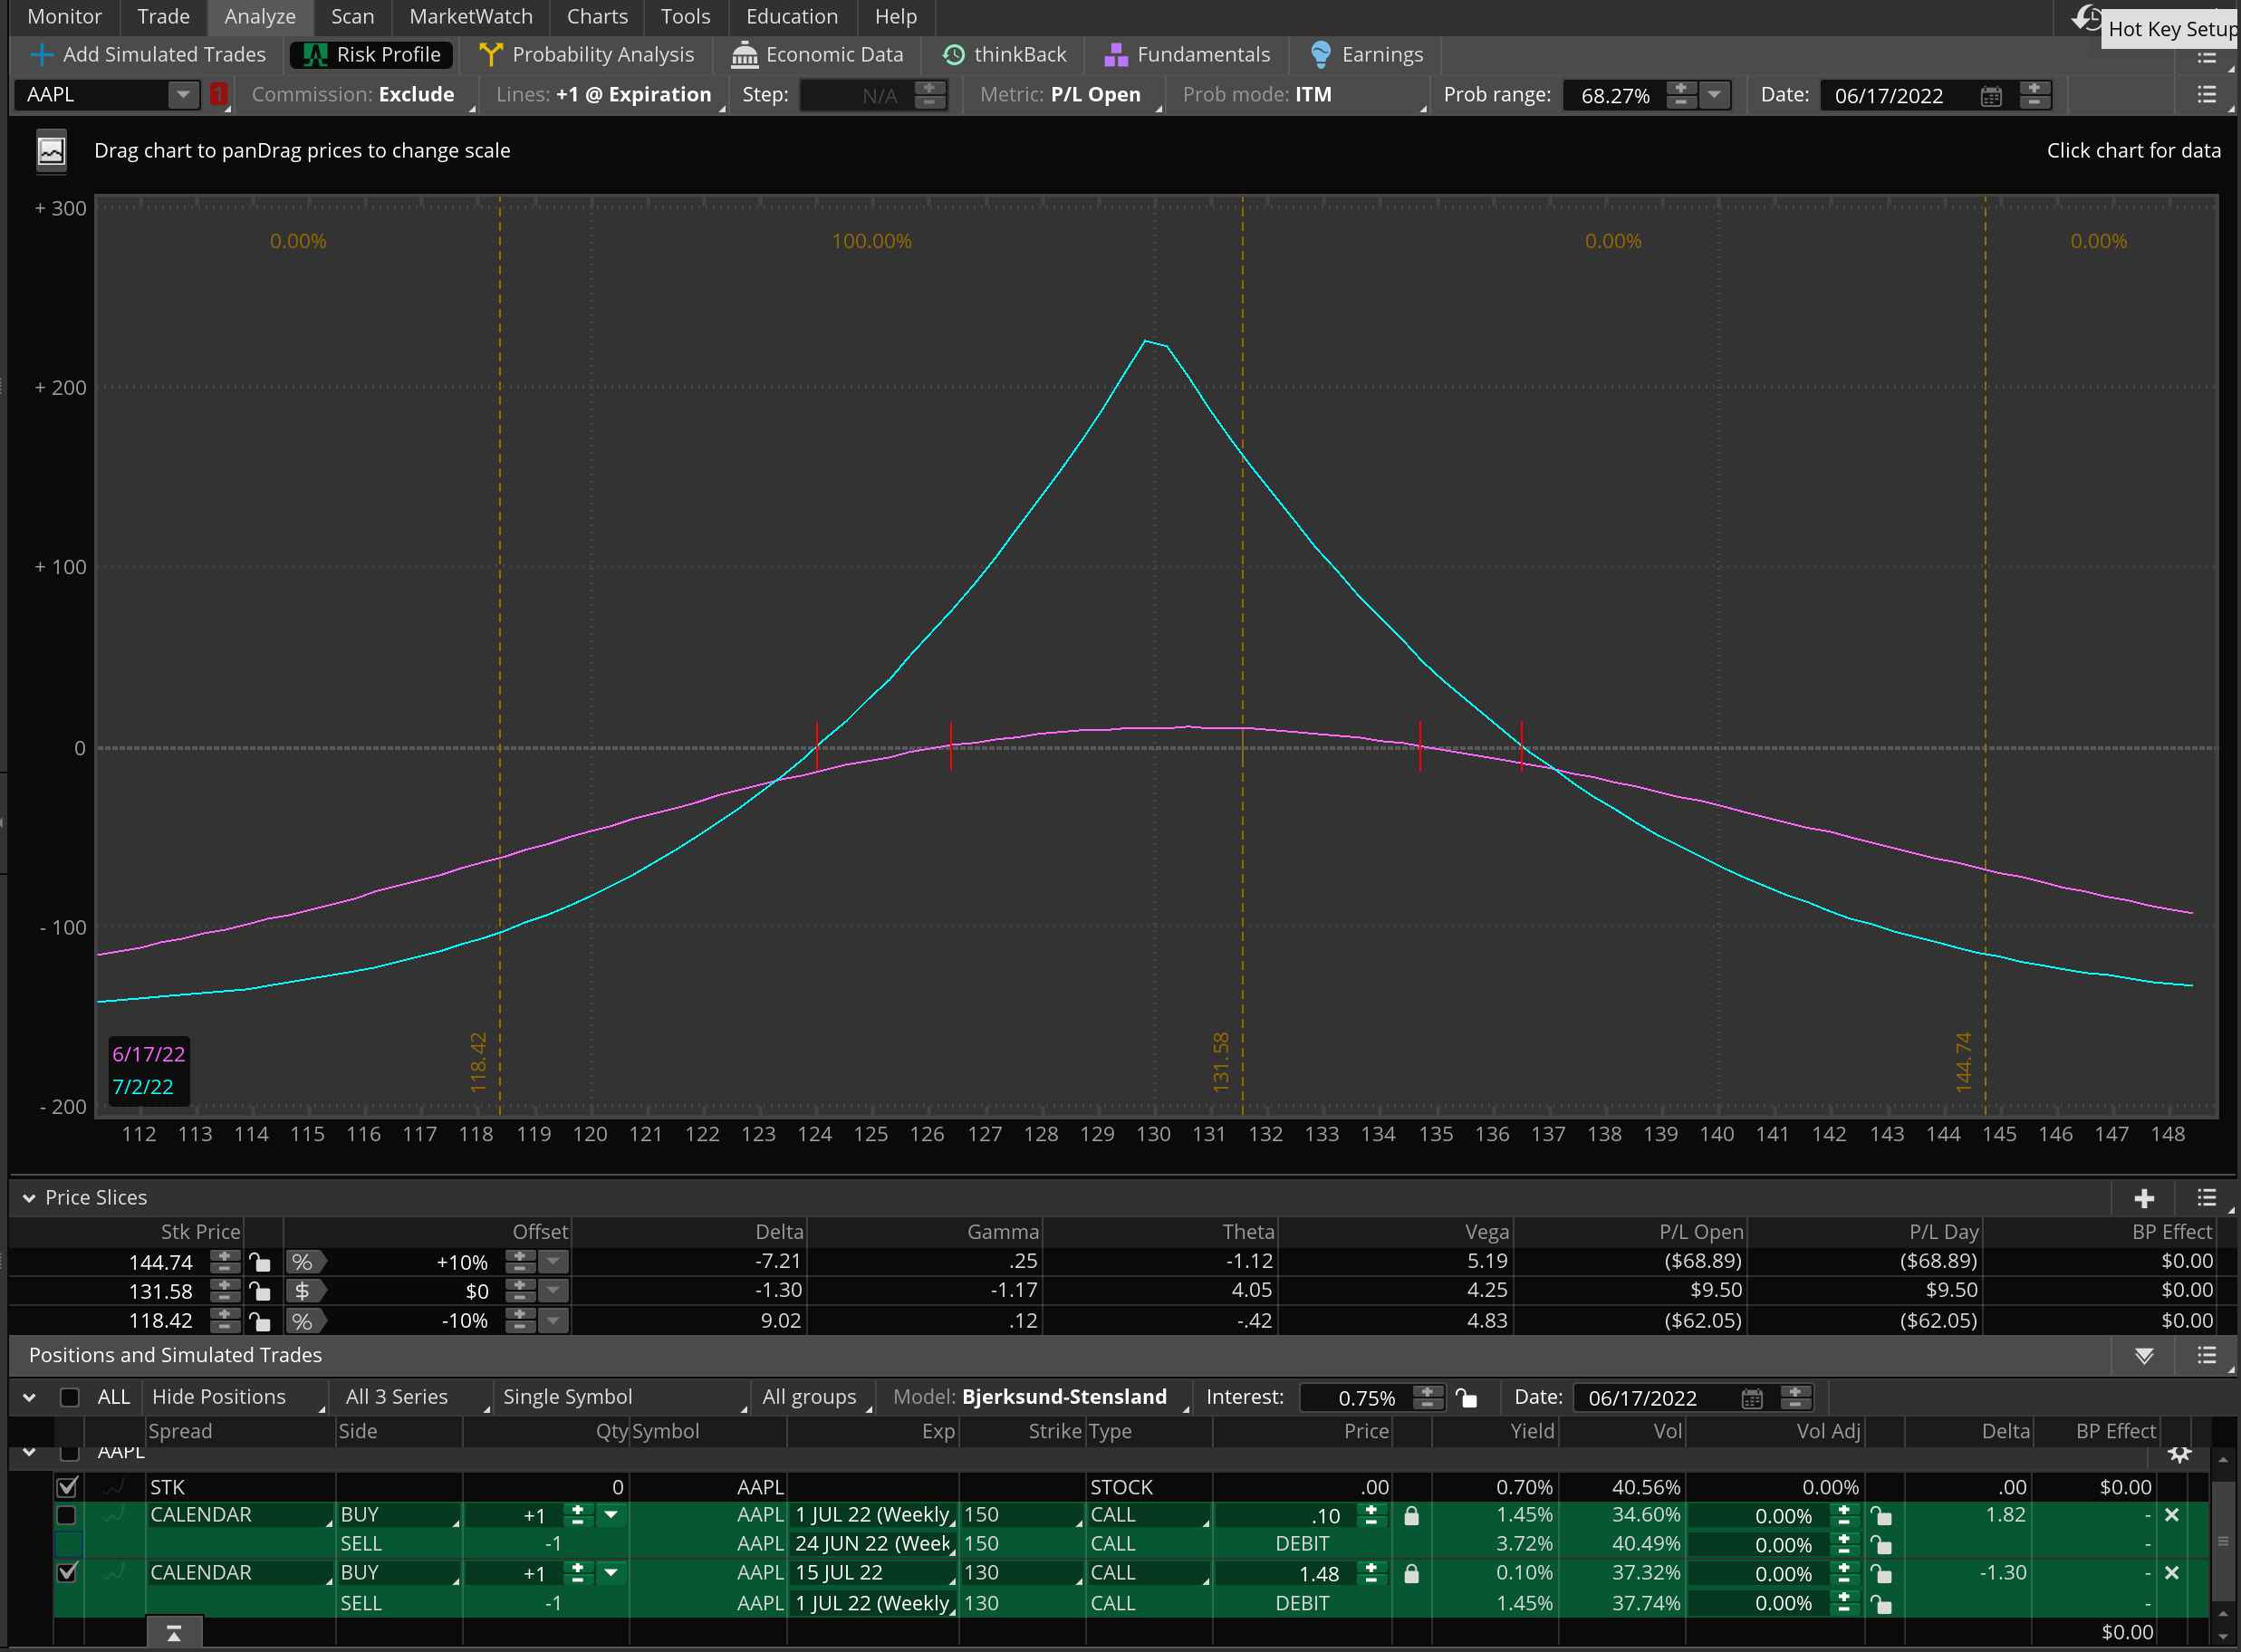 Monitor Trade Analyze Scan MarketWatch Charts Tools Education Help
Hot Key Setup
Add Simulated Trades Risk Profile Probability Analysis Economic Data thinkBack Fundamentals Earnings
AAPL 1 Commission: Exclude Lines: +1 @ Expiration Step: N/A Metric: P/L Open Prob mode: ITM Prob range: 68.27% Date: 06/17/2022
Drag chart to panDrag prices to change scale Click chart for data
+ 300
0.00% 100.00% 0.00% 0.00%
+ 200
+ 100
0
- 100
118.42 131.58 144.74
6/17/22
7/2/22
- 200
112 113 114 115 116 117 118 119 120 121 122 123 124 125 126 127 128 129 130 131 132 133 134 135 136 137 138 139 140 141 142 143 144 145 146 147 148
Price Slices
Stk Price Offset Delta Gamma Theta Vega P/L Open P/L Day BP Effect
144.74 % +10% -7.21 .25 -1.12 5.19 ($68.89) ($68.89) $0.00
131.58 $ $0 -1.30 -1.17 4.05 4.25 $9.50 $9.50 $0.00
118.42 % -10% 9.02 .12 -.42 4.83 ($62.05) ($62.05) $0.00
Positions and Simulated Trades
ALL Hide Positions All 3 Series Single Symbol All groups Model: Bjerksund-Stensland Interest: 0.75% Date: 06/17/2022
Spread Side Qty Symbol Exp Strike Type Price Yield Vol Vol Adj Delta BP Effect
AAPL
STK 0 AAPL STOCK .00 0.70% 40.56% 0.00% .00 $0.00
CALENDAR BUY +1 AAPL 1 JUL 22 (Weekly 150 CALL .10 1.45% 34.60% 0.00% 1.82 -
SELL -1 AAPL 24 JUN 22 (Week 150 CALL DEBIT 3.72% 40.49% 0.00% -
CALENDAR BUY +1 AAPL 15 JUL 22 130 CALL 1.48 0.10% 37.32% 0.00% -1.30 -
SELL -1 AAPL 1 JUL 22 (Weekly 130 CALL DEBIT 1.45% 37.74% 0.00% -
$0.00